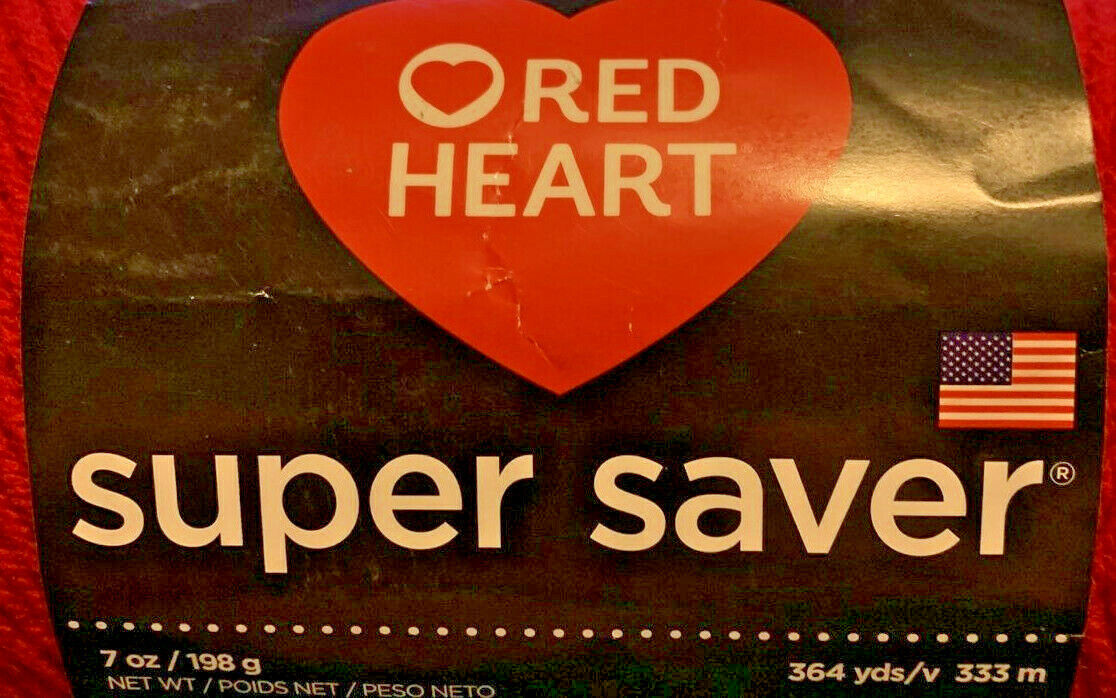 RED
HEART
super saver®
7 oz / 198 g
NET WT / POIDS NET / PESO NETO
364 yds/v 333 m